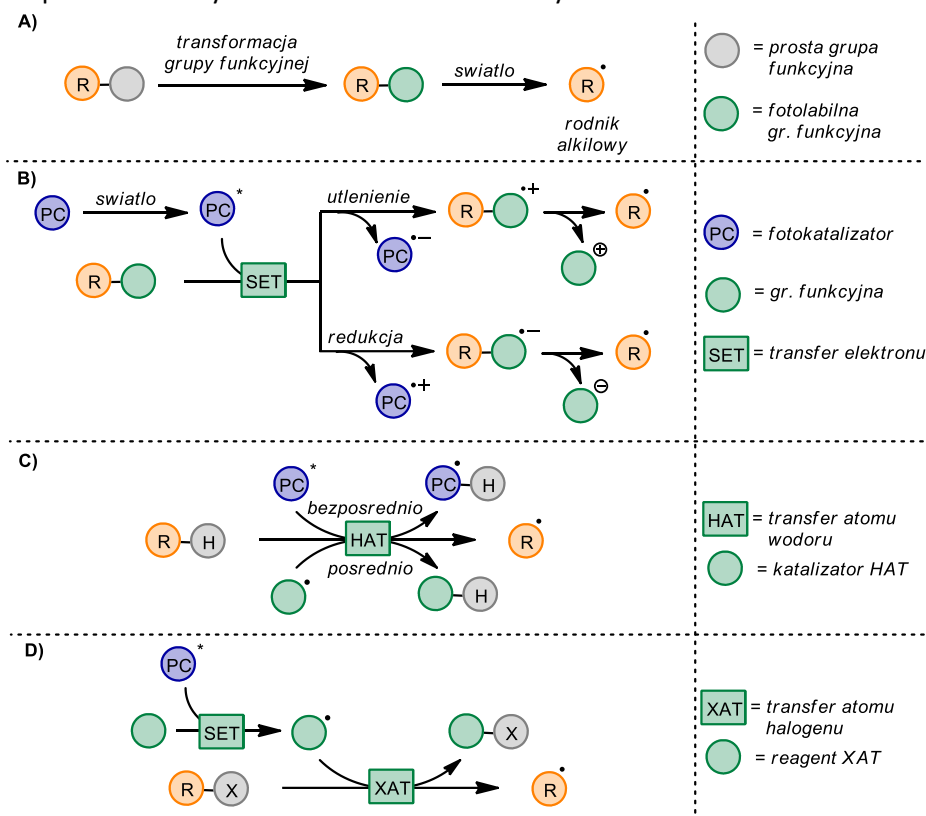 A)
transformacja
grupy funkcyjnej
R
R
swiatlo
R•
rodnik
alkilowy
= prosta grupa
funkcyjna
= fotolabilna
gr. funkcyjna
B)
PC
swiatlo
PC*
R
SET
utlenienie
PC•−
R
•+
R•
⊕
redukcja
PC•+
R
•−
R•
⊖
PC = fotokatalizator
= gr. funkcyjna
SET = transfer elektronu
C)
PC*
PC•
H
bezposrednio
R
H
HAT
R•
posrednio
•
H
HAT = transfer atomu
wodoru
= katalizator HAT
D)
PC*
SET
•
X
R
X
XAT
R•
XAT = transfer atomu
halogenu
= reagent XAT